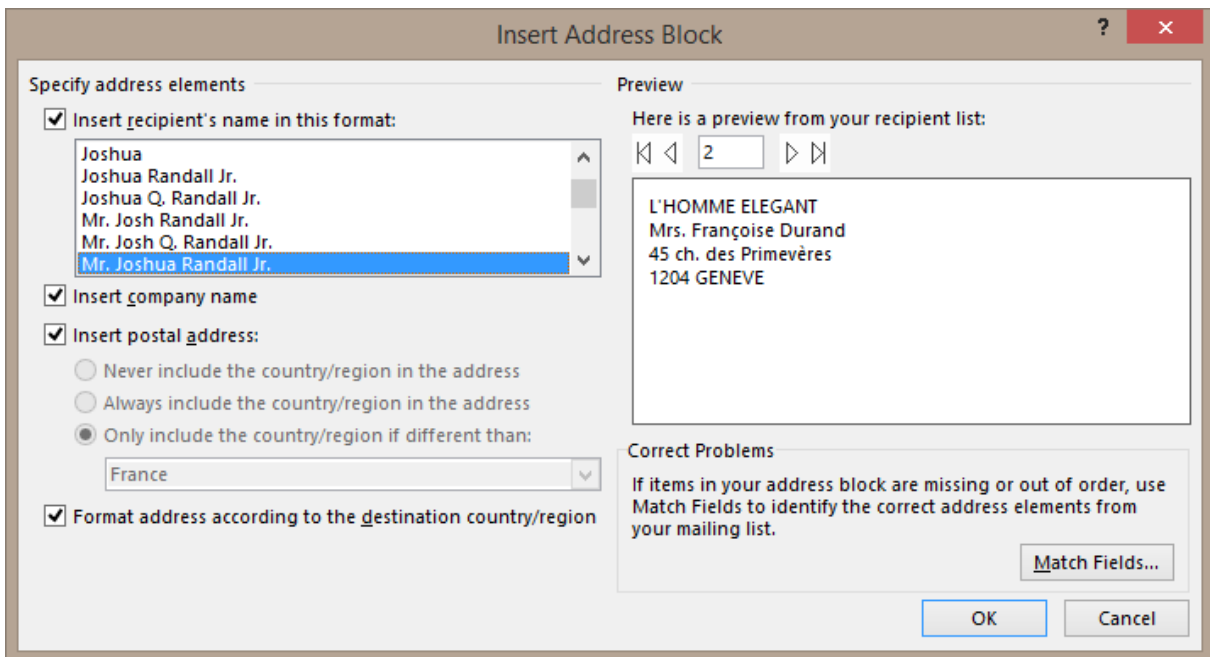 Insert Address Block
?
Specify address elements
Insert recipient's name in this format:
Joshua
Joshua Randall Jr.
Joshua Q. Randall Jr.
Mr. Josh Randall Jr.
Mr. Josh Q. Randall Jr.
Mr. Joshua Randall Jr.
Insert company name
Insert postal address:
Never include the country/region in the address
Always include the country/region in the address
Only include the country/region if different than:
France
Format address according to the destination country/region
Preview
Here is a preview from your recipient list:
2
L'HOMME ELEGANT
Mrs. Françoise Durand
45 ch. des Primevères
1204 GENEVE
Correct Problems
If items in your address block are missing or out of order, use
Match Fields to identify the correct address elements from
your mailing list.
Match Fields...
OK
Cancel